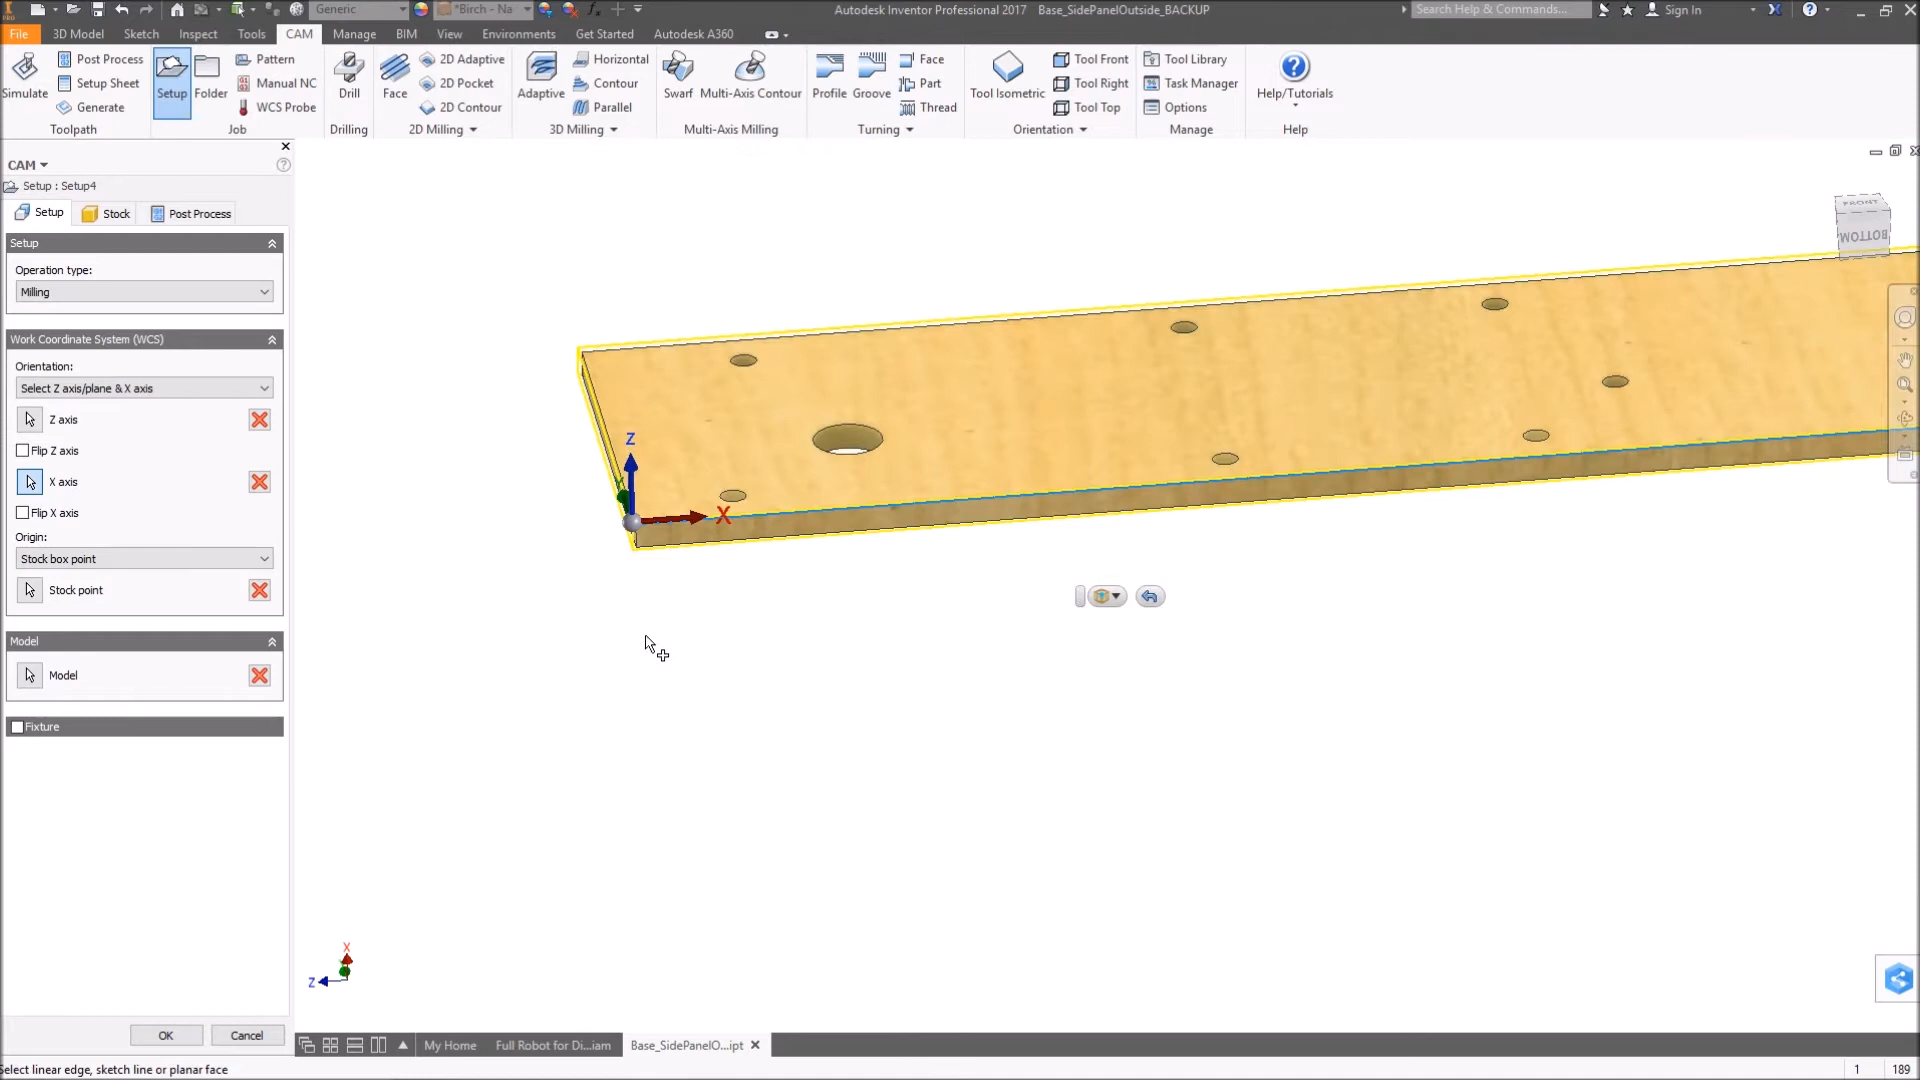 Generic
*Birch - Na
Autodesk Inventor Professional 2017 Base_SidePanelOutside_BACKUP
Search Help & Commands...
Sign In
PRO
File 3D Model Sketch Inspect Tools CAM Manage BIM View Environments Get Started Autodesk A360
Simulate
Post Process
Setup Sheet
Generate
Toolpath
Setup
Folder
Pattern
Manual NC
WCS Probe
Job
Drill
Drilling
Face
2D Adaptive
2D Pocket
2D Contour
2D Milling
Adaptive
Horizontal
Contour
Parallel
3D Milling
Swarf
Multi-Axis Contour
Multi-Axis Milling
Profile
Groove
Face
Part
Thread
Turning
Tool Isometric
Tool Front
Tool Right
Tool Top
Orientation
Tool Library
Task Manager
Options
Manage
Help/Tutorials
Help
CAM
Setup : Setup4
Setup Stock Post Process
Setup
Operation type:
Milling
Work Coordinate System (WCS)
Orientation:
Select Z axis/plane & X axis
Z axis
Flip Z axis
X axis
Flip X axis
Origin:
Stock box point
Stock point
Model
Model
Fixture
OK
Cancel
FRONT
BOTTOM
Z
X
X
Z
My Home
Full Robot for Di...iam
Base_SidePanelO...ipt
Select linear edge, sketch line or planar face
1
189